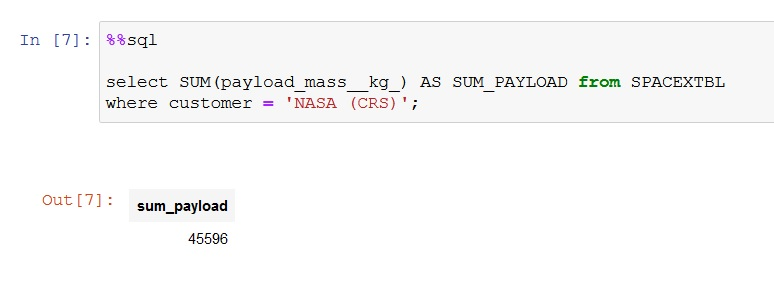 In [7]: %%sql
select SUM(payload_mass__kg_) AS SUM_PAYLOAD from SPACEXTBL
where customer = 'NASA (CRS)';
Out[7]: sum_payload
45596